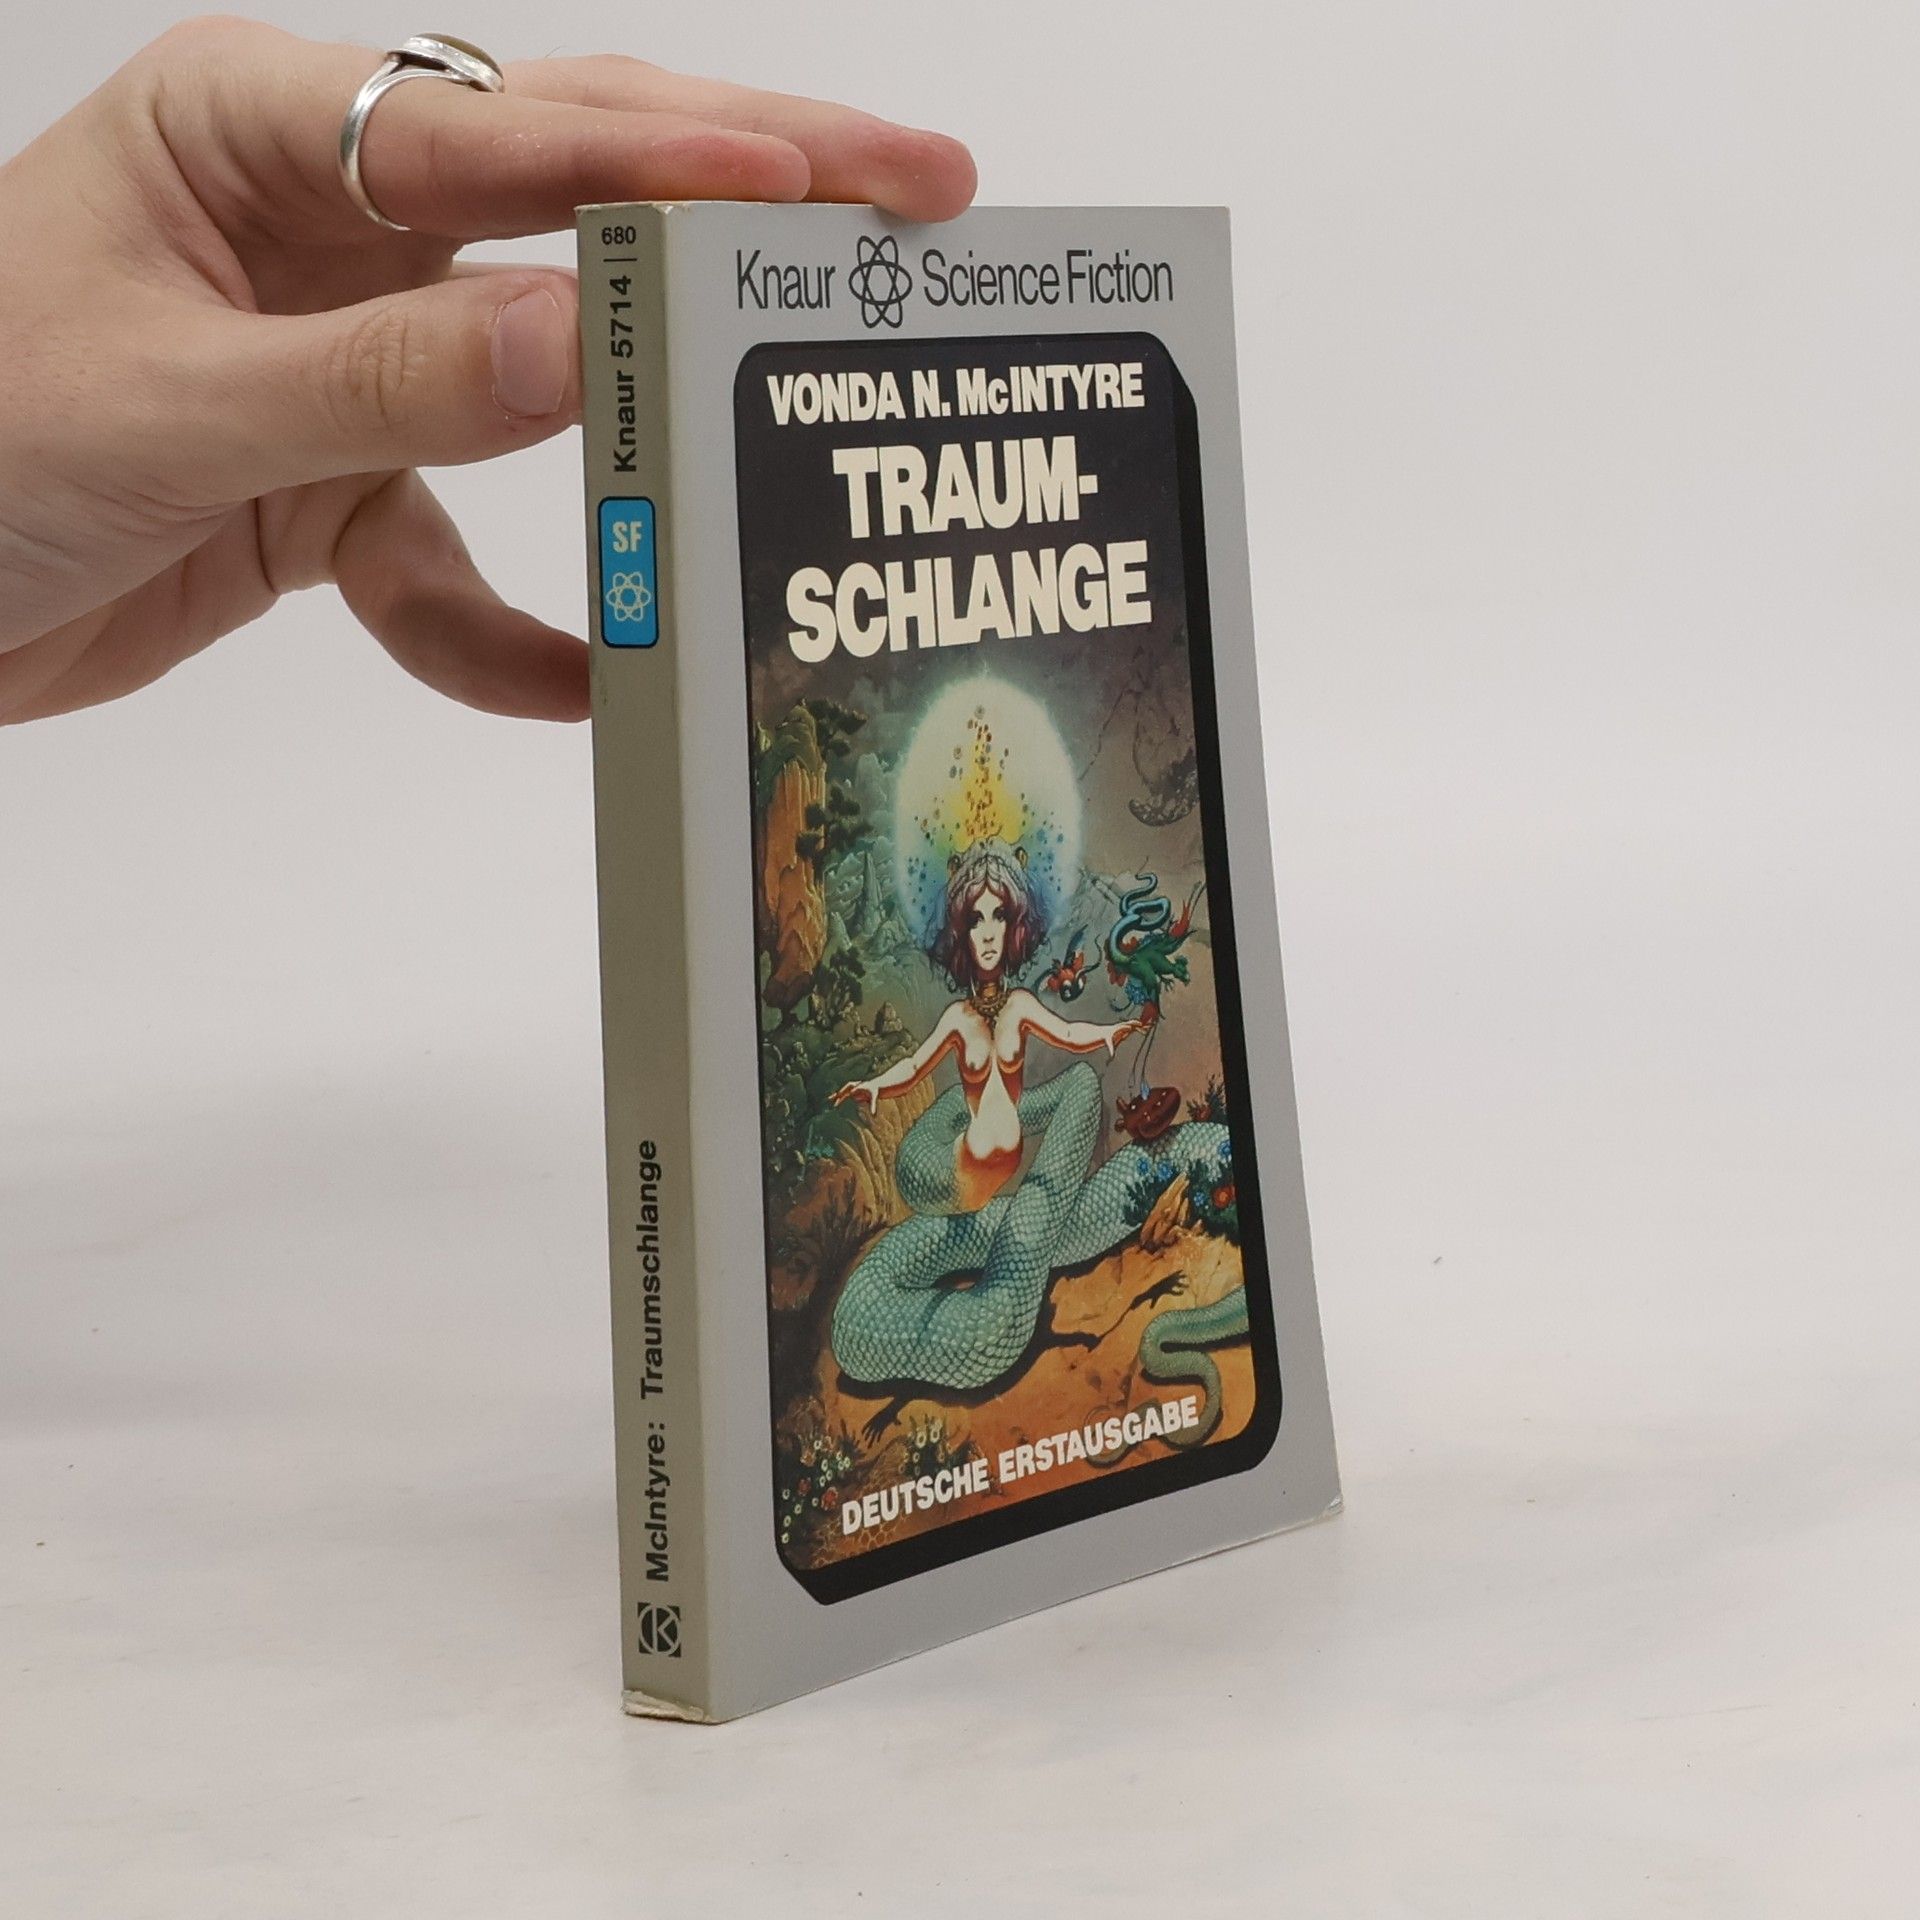 680
Knaur 5714
SF
McIntyre: Traumschlange
K
Knaur Science Fiction
VONDA N. McINTYRE
TRAUM-
SCHLANGE
DEUTSCHE ERSTAUSGABE